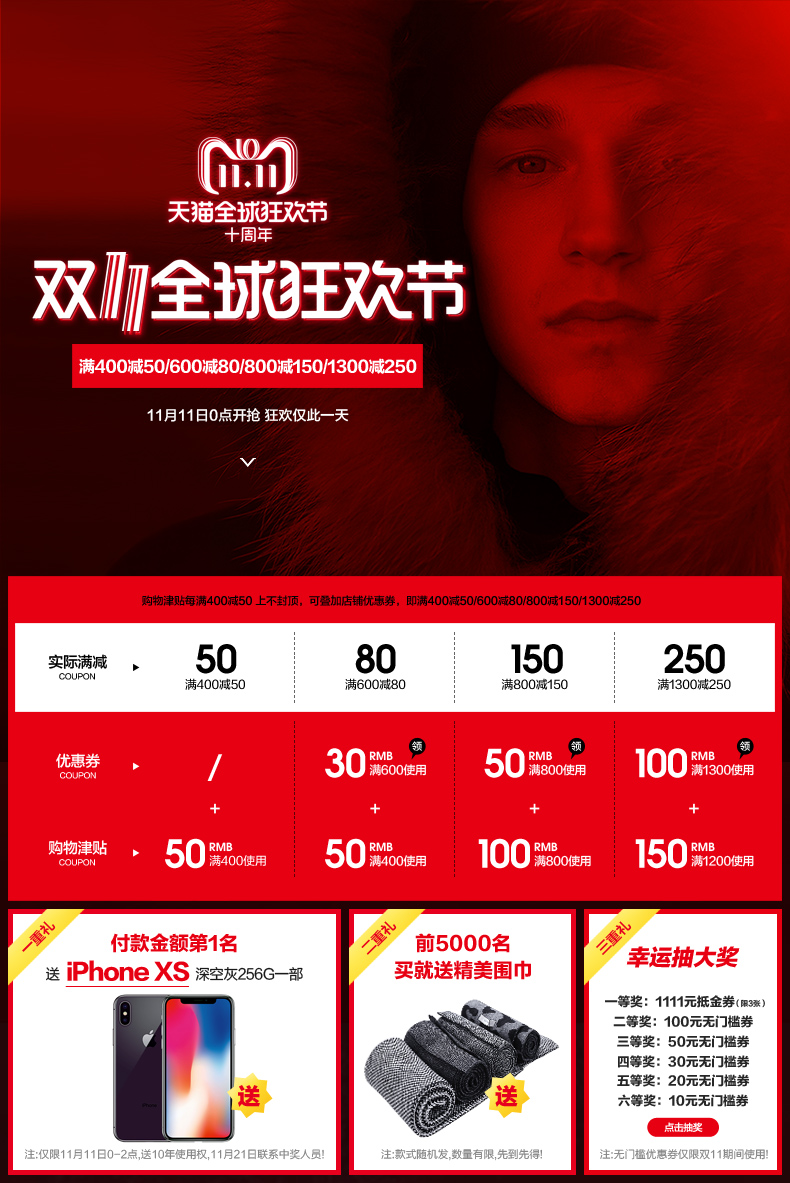 10
11.11
天猫全球狂欢节
十周年
双11全球狂欢节
满400减50/600减80/800减150/1300减250
11月11日0点开抢 狂欢仅此一天
购物津贴每满400减50 上不封顶，可叠加店铺优惠券，即满400减50/600减80/800减150/1300减250
实际满减
COUPON
50
满400减50
80
满600减80
150
满800减150
250
满1300减250
优惠券
COUPON
/
30 RMB 领
满600使用
50 RMB 领
满800使用
100 RMB 领
满1300使用
+ + + +
购物津贴
COUPON
50 RMB
满400使用
50 RMB
满400使用
100 RMB
满800使用
150 RMB
满1200使用
一重礼
付款金额第1名
送 iPhone XS 深空灰256G一部
iPhone
送
注:仅限11月11日0-2点,送10年使用权,11月21日联系中奖人员!
二重礼
前5000名
买就送精美围巾
送
注:款式随机发,数量有限,先到先得!
三重礼
幸运抽大奖
一等奖：1111元抵金券（限3张）
二等奖：100元无门槛券
三等奖：50元无门槛券
四等奖：30元无门槛券
五等奖：20元无门槛券
六等奖：10元无门槛券
点击抽奖
注:无门槛优惠券仅限双11期间使用!